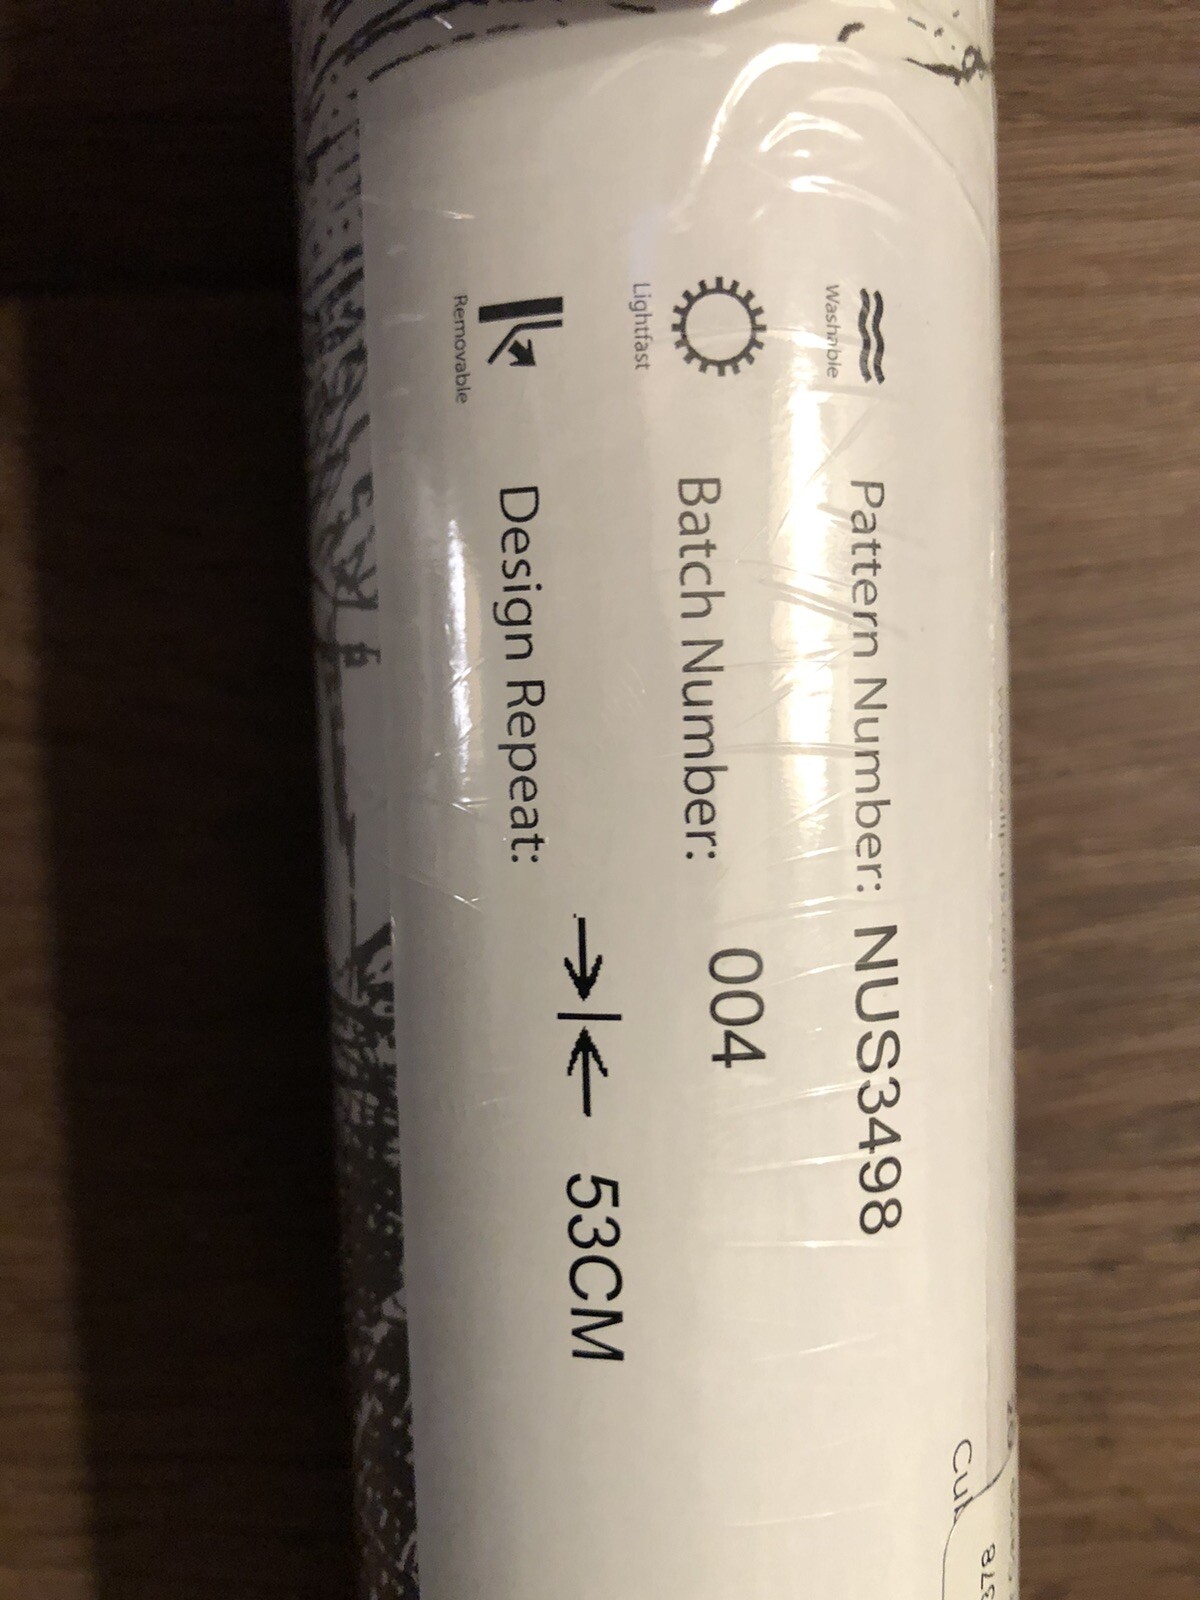 Washable
Pattern Number: NUS3498
Lightfast
Batch Number: 004
Removable
Design Repeat: 53CM